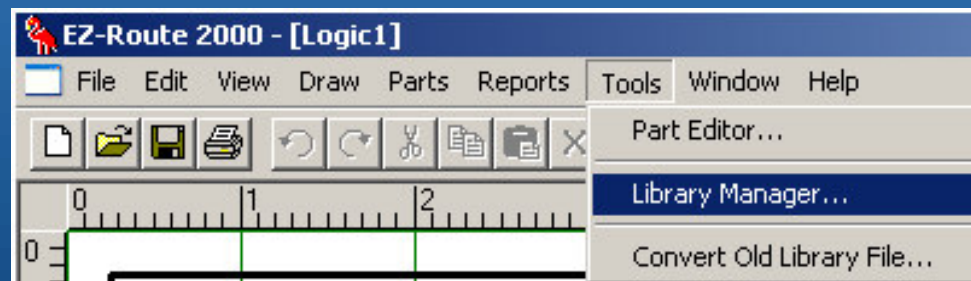 EZ-Route 2000 - [Logic1]
File Edit View Draw Parts Reports Tools Window Help
Part Editor...
Library Manager...
0 1 2
0
Convert Old Library File...